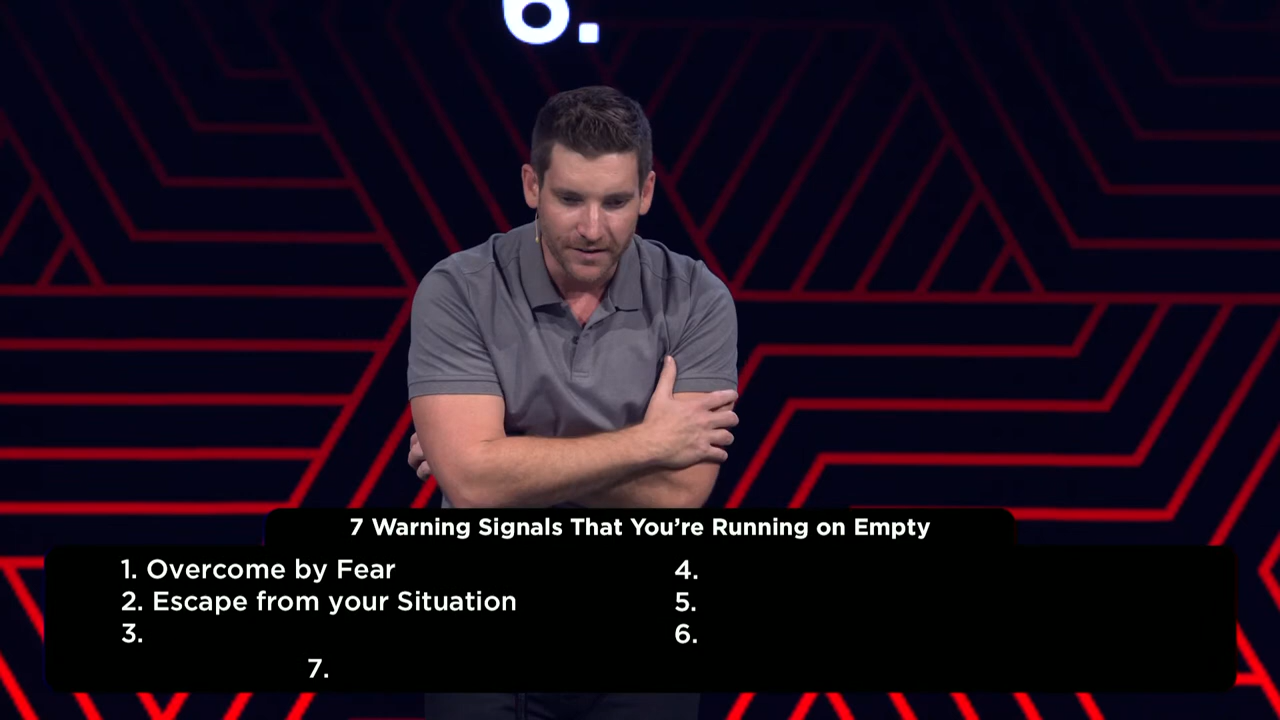 6.
7 Warning Signals That You’re Running on Empty
1. Overcome by Fear
2. Escape from your Situation
3.
4.
5.
6.
7.